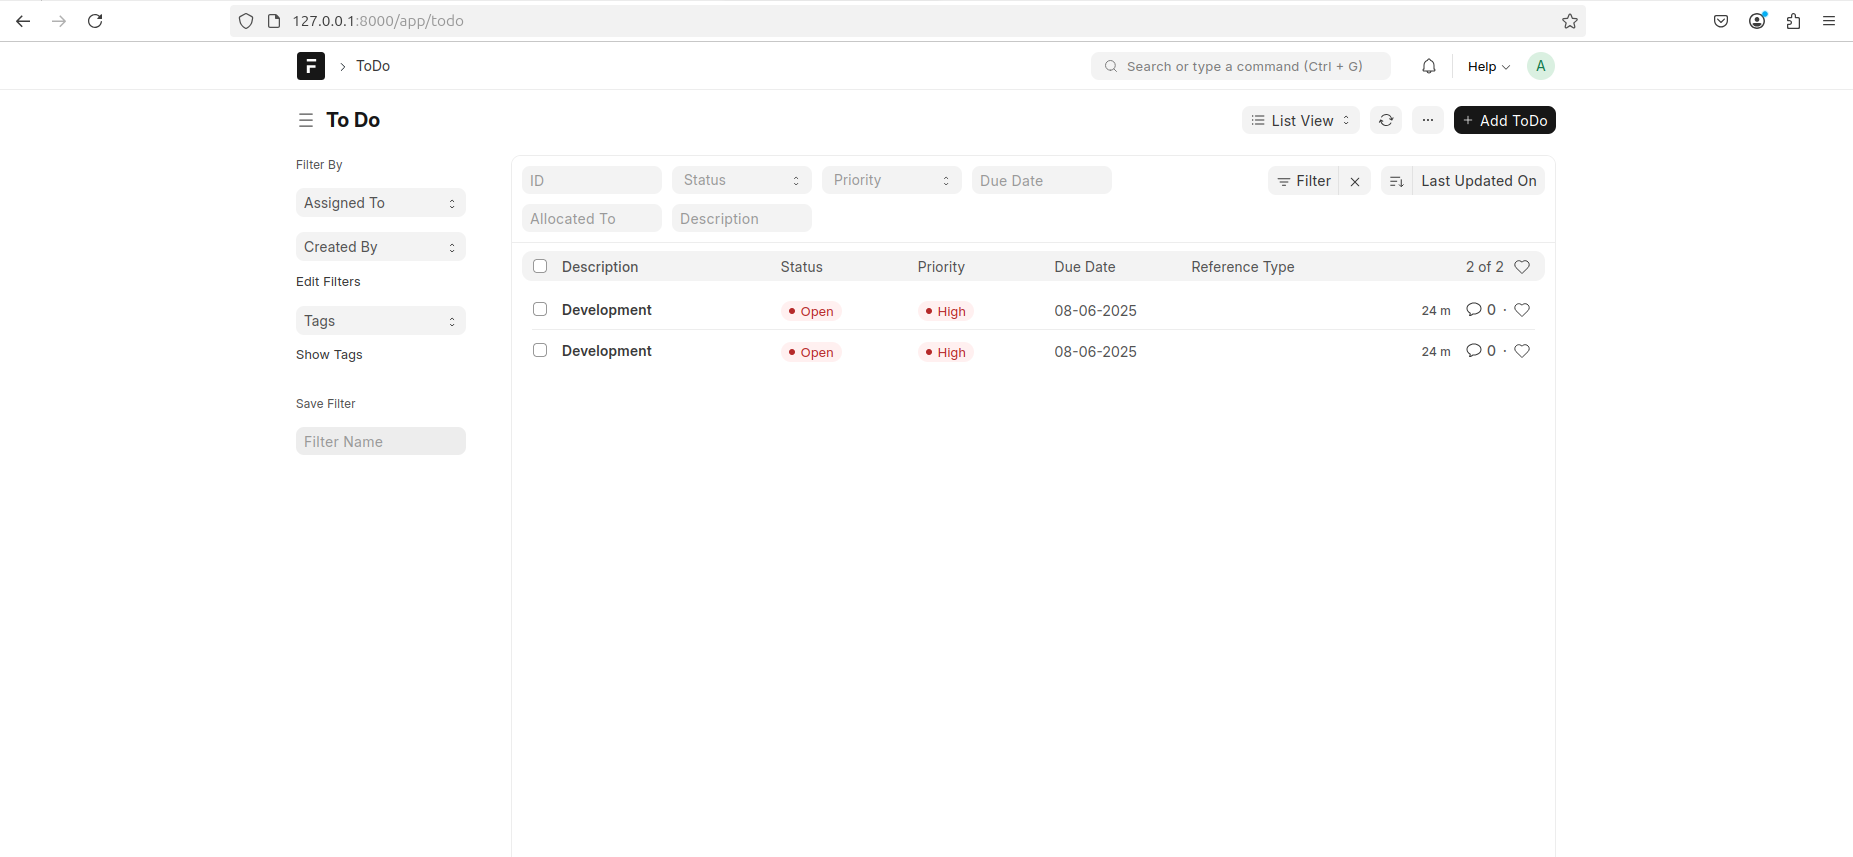 127.0.0.1:8000/app/todo
ToDo
Search or type a command (Ctrl + G)
Help
A
To Do
List View
Add ToDo
Filter By
Assigned To
Created By
Edit Filters
Tags
Show Tags
Save Filter
Filter Name
ID
Status
Priority
Due Date
Filter
Last Updated On
Allocated To
Description
Description Status Priority Due Date Reference Type 2 of 2
Development Open High 08-06-2025 24 m 0
Development Open High 08-06-2025 24 m 0